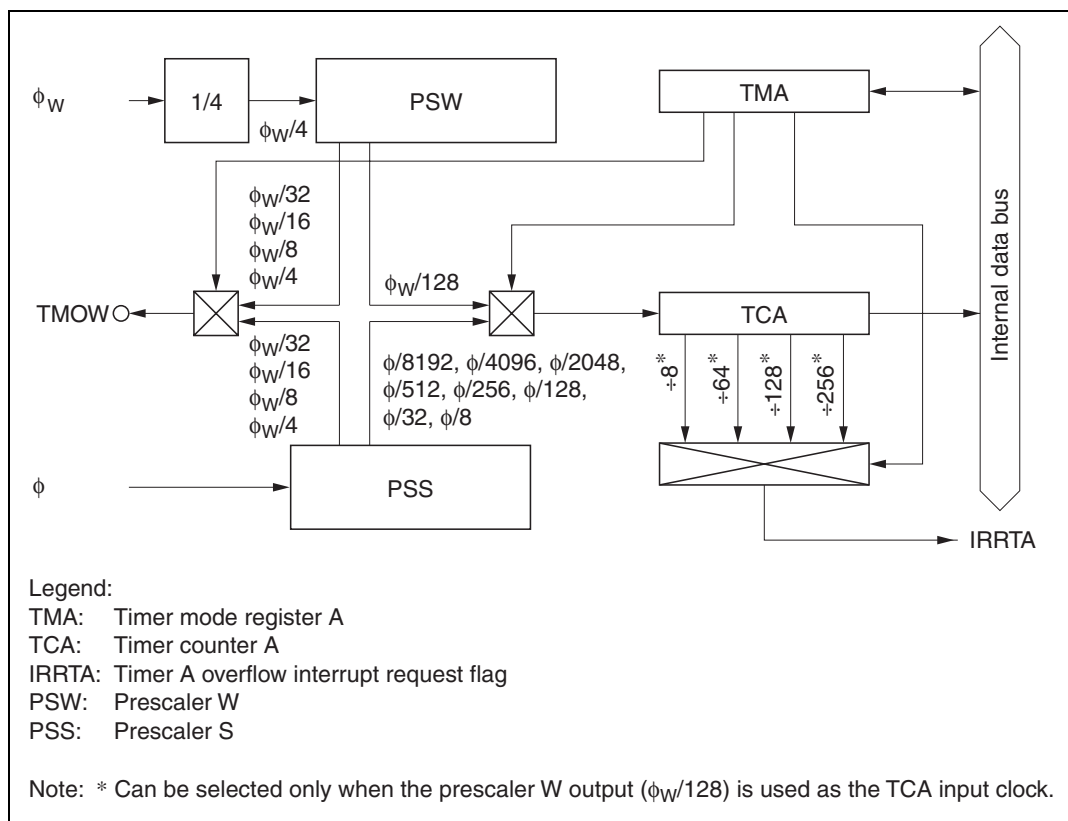 ϕW
1/4
PSW
ϕW/4
TMA
Internal data bus
ϕW/32
ϕW/16
ϕW/8
ϕW/4
ϕW/128
TMOW
TCA
ϕW/32
ϕW/16
ϕW/8
ϕW/4
ϕ/8192, ϕ/4096, ϕ/2048,
ϕ/512, ϕ/256, ϕ/128,
ϕ/32, ϕ/8
÷8*
÷64*
÷128*
÷256*
ϕ
PSS
IRRTA
Legend:
TMA: Timer mode register A
TCA: Timer counter A
IRRTA: Timer A overflow interrupt request flag
PSW: Prescaler W
PSS: Prescaler S
Note: * Can be selected only when the prescaler W output (ϕW/128) is used as the TCA input clock.